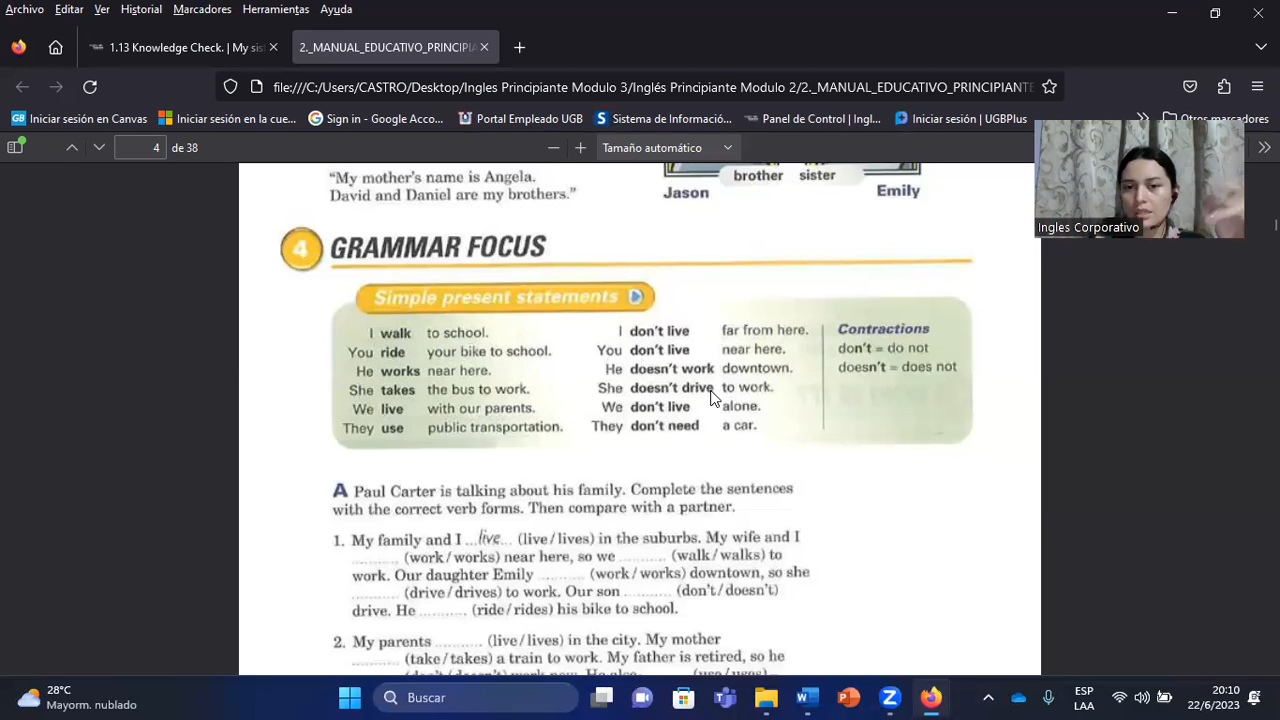 Archivo Editar Ver Historial Marcadores Herramientas Ayuda
1.13 Knowledge Check. | My sis
2._MANUAL_EDUCATIVO_PRINCIPIA
file:///C:/Users/CASTRO/Desktop/Ingles Principiante Modulo 3/Inglés Principiante Modulo 2/2._MANUAL_EDUCATIVO_PRINCIPIANTE
GB Iniciar sesión en Canvas
Iniciar sesión en la cue...
Sign in - Google Acco...
Portal Empleado UGB
S Sistema de Informació...
Panel de Control | Ingl...
Iniciar sesión | UGBPlus
Otros marcadores
4 de 38
Tamaño automático
"My mother's name is Angela.
David and Daniel are my brothers."
brother sister
Jason Emily
Ingles Corporativo
4 GRAMMAR FOCUS
Simple present statements
I walk to school.
You ride your bike to school.
He works near here.
She takes the bus to work.
We live with our parents.
They use public transportation.
I don't live far from here.
You don't live near here.
He doesn't work downtown.
She doesn't drive to work.
We don't live alone.
They don't need a car.
Contractions
don't = do not
doesn't = does not
A Paul Carter is talking about his family. Complete the sentences
with the correct verb forms. Then compare with a partner.
1. My family and I ...live... (live / lives) in the suburbs. My wife and I
.......... (work / works) near here, so we .......... (walk / walks) to
work. Our daughter Emily .......... (work / works) downtown, so she
.......... (drive / drives) to work. Our son .......... (don't / doesn't)
drive. He .......... (ride / rides) his bike to school.
2. My parents .......... (live / lives) in the city. My mother
.......... (take / takes) a train to work. My father is retired, so he
28°C
Mayorm. nublado
Buscar
ESP
LAA
20:10
22/6/2023